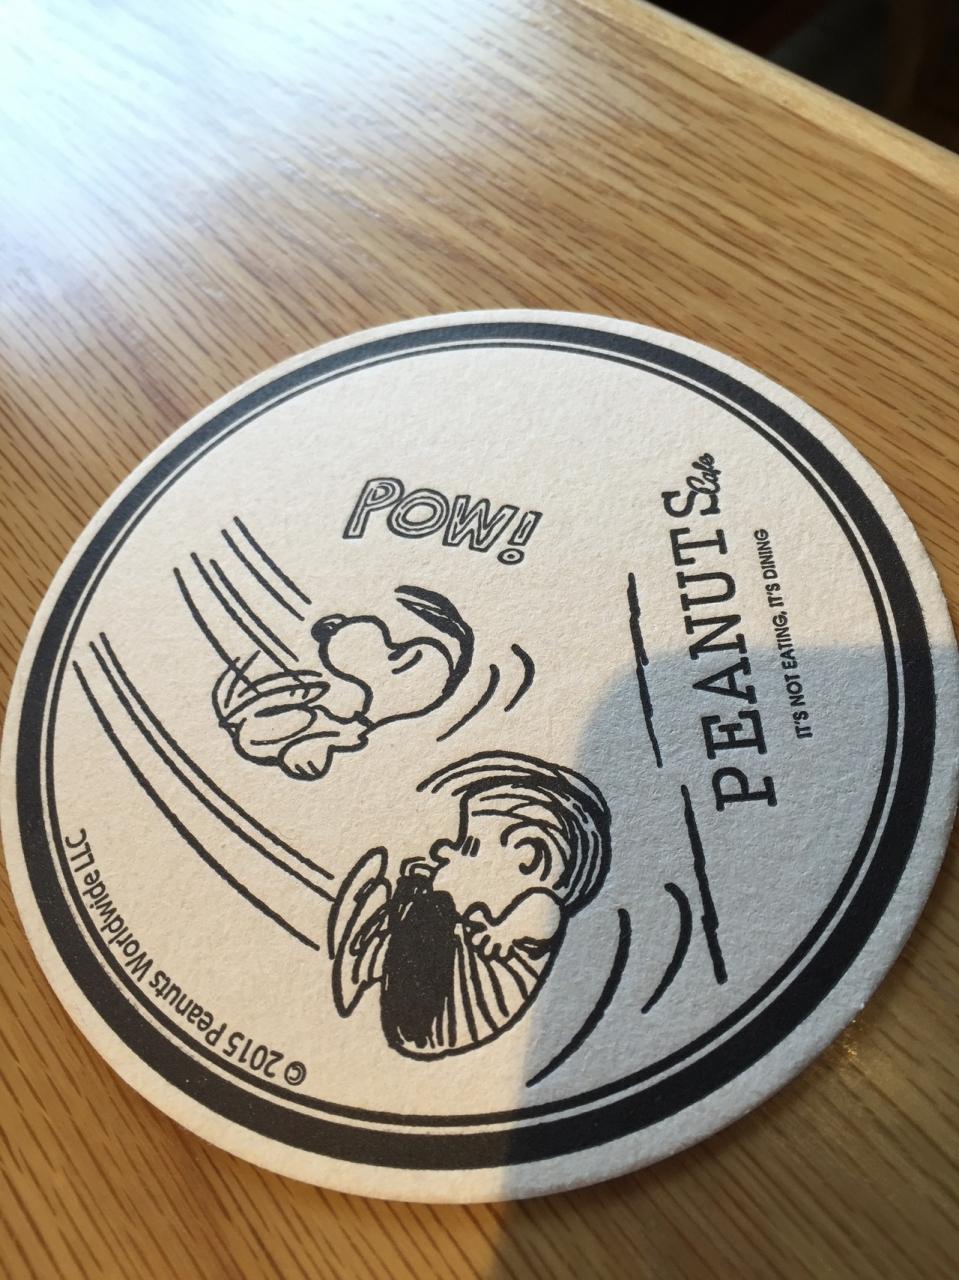 POW!
PEANUTS Cafe
IT'S NOT EATING, IT'S DINING
© 2015 Peanuts Worldwide LLC